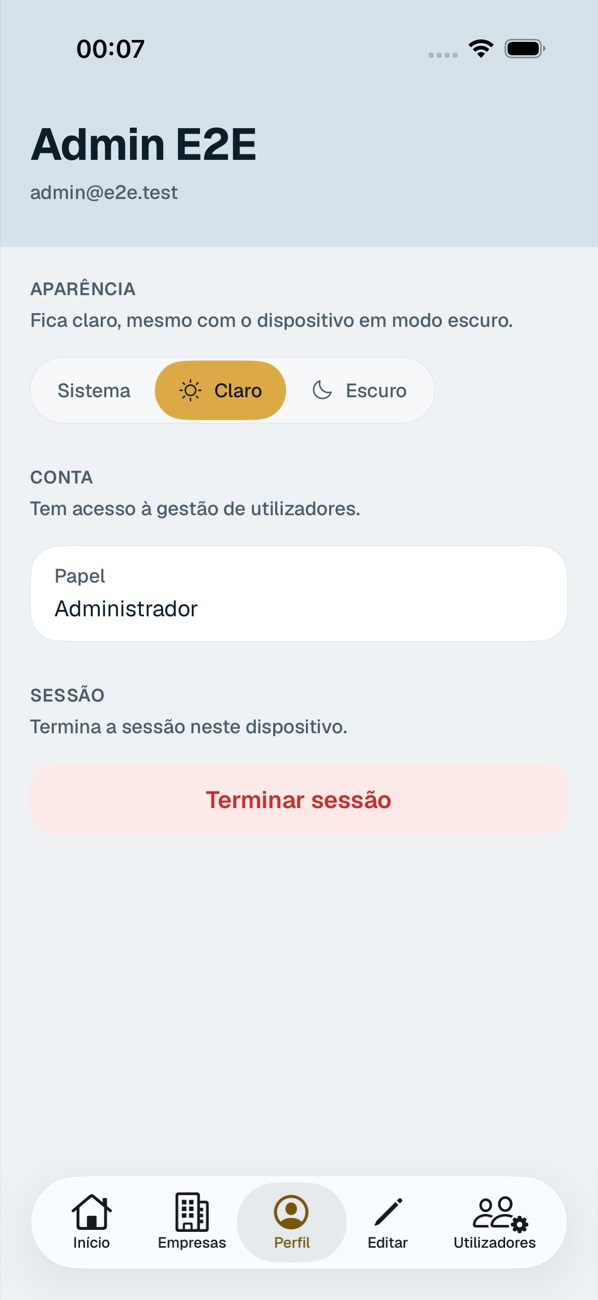 00:07
Admin E2E
admin@e2e.test
APARÊNCIA
Fica claro, mesmo com o dispositivo em modo escuro.
Sistema Claro Escuro
CONTA
Tem acesso à gestão de utilizadores.
Papel
Administrador
SESSÃO
Termina a sessão neste dispositivo.
Terminar sessão
Início Empresas Perfil Editar Utilizadores